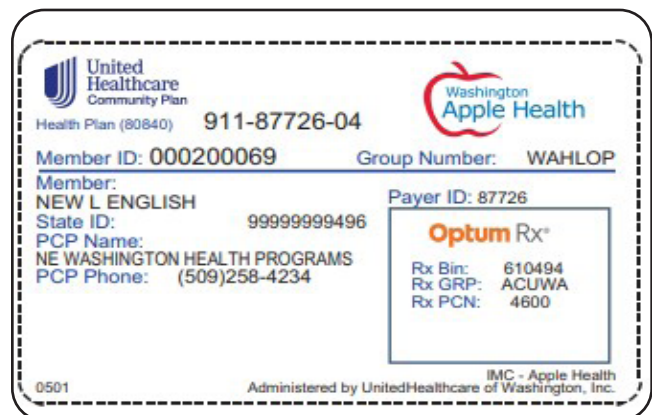 United
Healthcare
Community Plan
Washington
Apple Health
Health Plan (80840) 911-87726-04
Member ID: 000200069 Group Number: WAHLOP
Member:
NEW L ENGLISH
State ID: 99999999496
PCP Name:
NE WASHINGTON HEALTH PROGRAMS
PCP Phone: (509)258-4234
Payer ID: 87726
Optum Rx®
Rx Bin: 610494
Rx GRP: ACUWA
Rx PCN: 4600
IMC - Apple Health
0501 Administered by UnitedHealthcare of Washington, Inc.